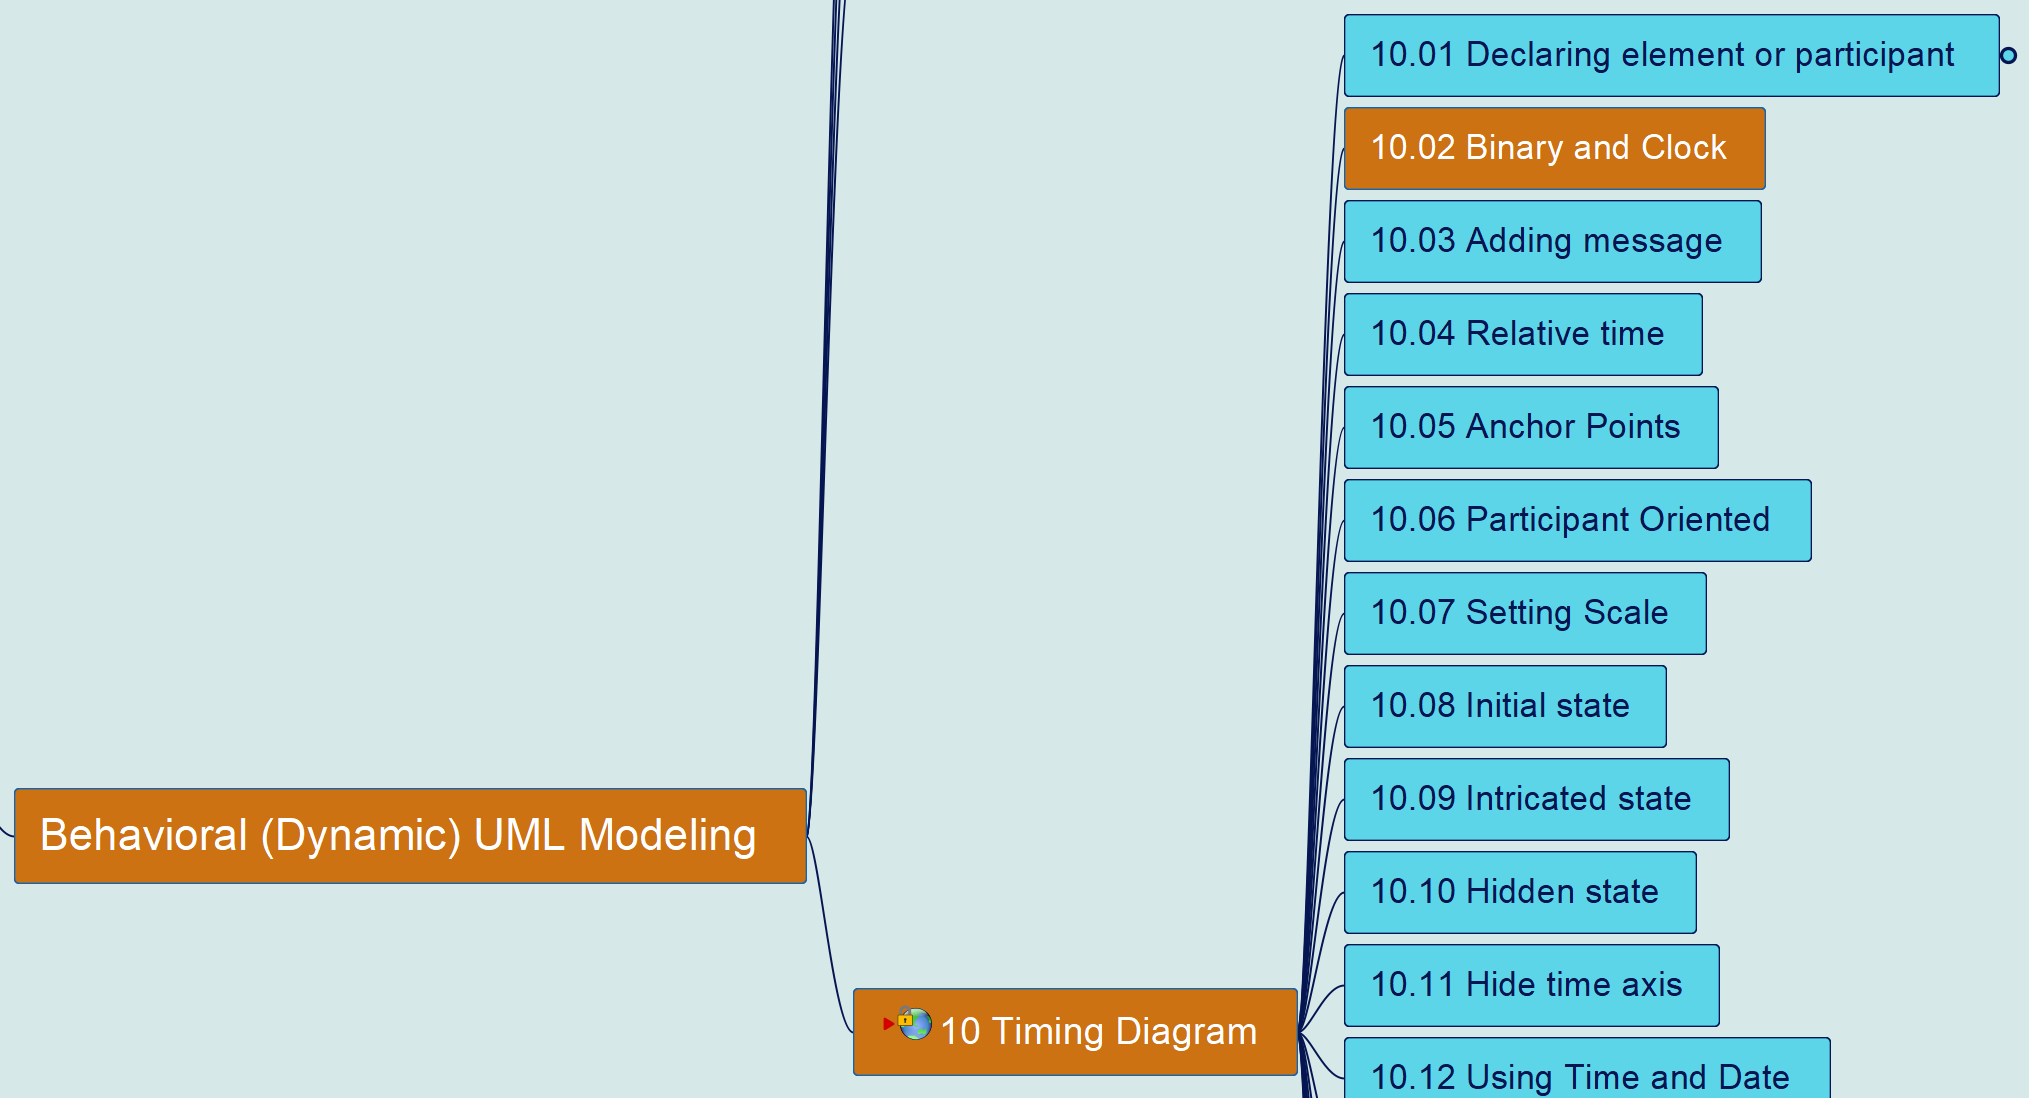 10.01 Declaring element or participant
10.02 Binary and Clock
10.03 Adding message
10.04 Relative time
10.05 Anchor Points
10.06 Participant Oriented
10.07 Setting Scale
10.08 Initial state
10.09 Intricated state
10.10 Hidden state
10.11 Hide time axis
10.12 Using Time and Date
Behavioral (Dynamic) UML Modeling
10 Timing Diagram